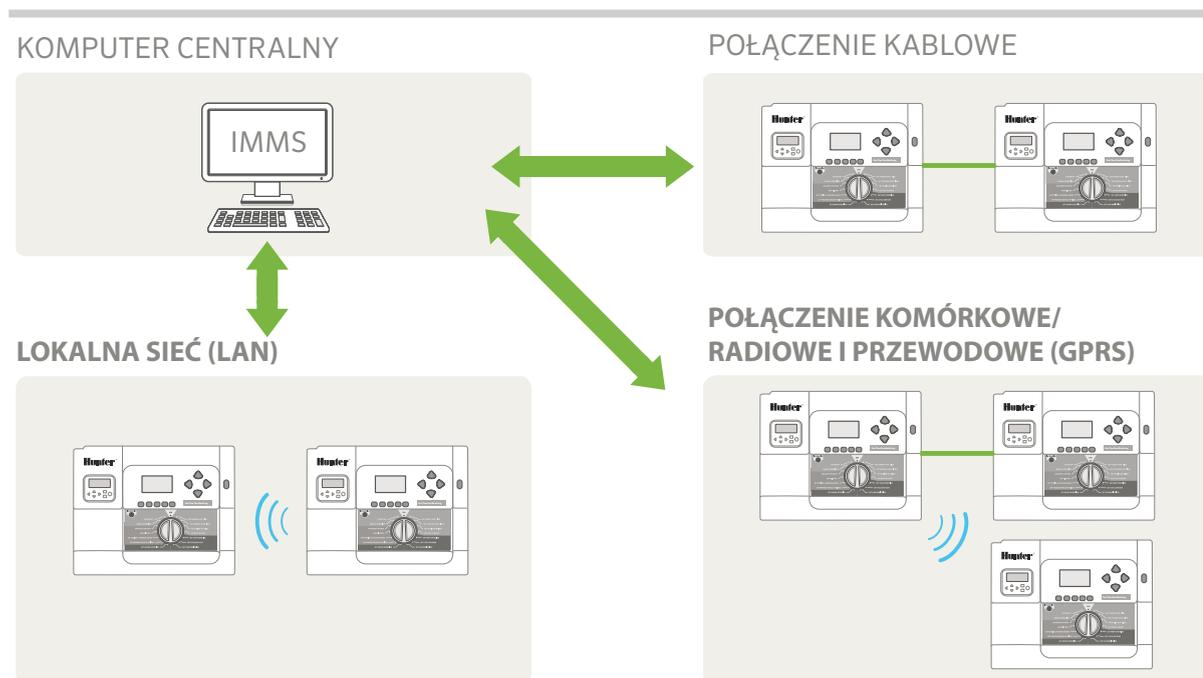 KOMPUTER CENTRALNY
IMMS
POŁĄCZENIE KABLOWE
Hunter
Hunter
LOKALNA SIEĆ (LAN)
Hunter
Hunter
POŁĄCZENIE KOMÓRKOWE/
RADIOWE I PRZEWODOWE (GPRS)
Hunter
Hunter
Hunter